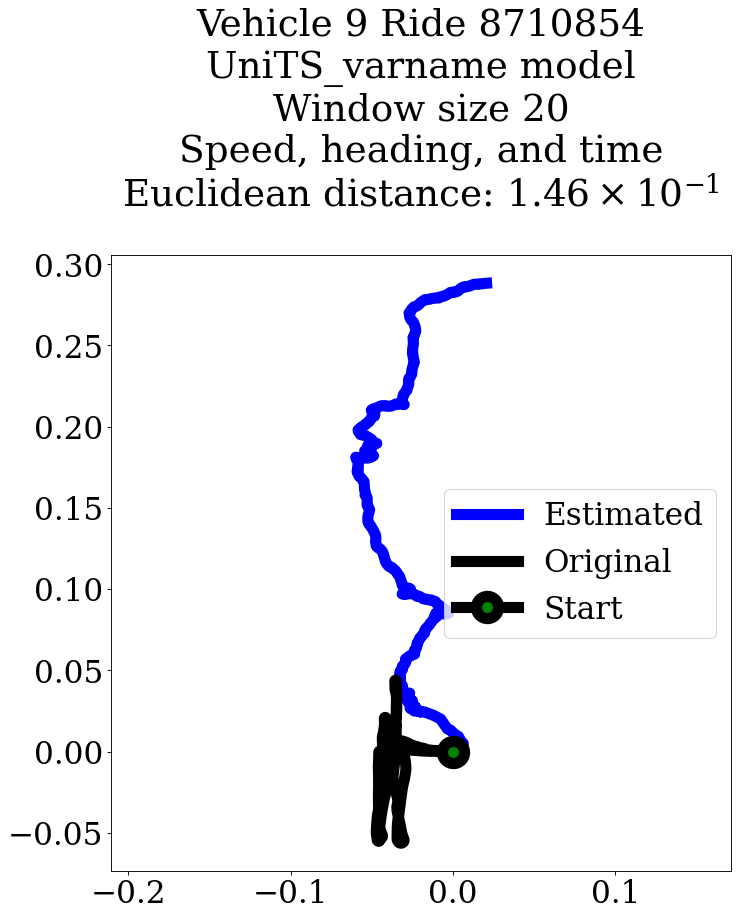 Vehicle 9 Ride 8710854
UniTS_varname model
Window size 20
Speed, heading, and time
Euclidean distance: 1.46 × 10⁻¹
0.30
0.25
0.20
0.15
0.10
0.05
0.00
−0.05
Estimated
Original
Start
−0.2
−0.1
0.0
0.1